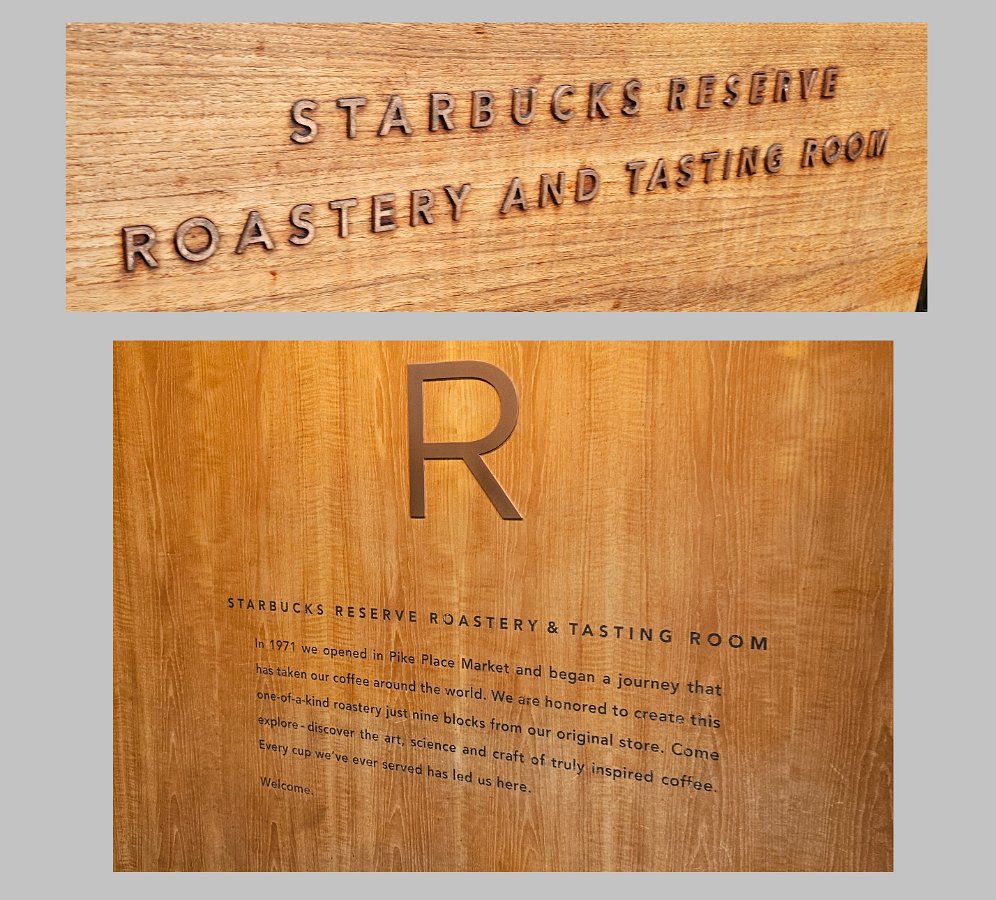 STARBUCKS RESERVE
ROASTERY AND TASTING ROOM
R
STARBUCKS RESERVE ROASTERY & TASTING ROOM
In 1971 we opened in Pike Place Market and began a journey that
has taken our coffee around the world. We are honored to create this
one-of-a-kind roastery just nine blocks from our original store. Come
explore - discover the art, science and craft of truly inspired coffee.
Every cup we've ever served has led us here.
Welcome.